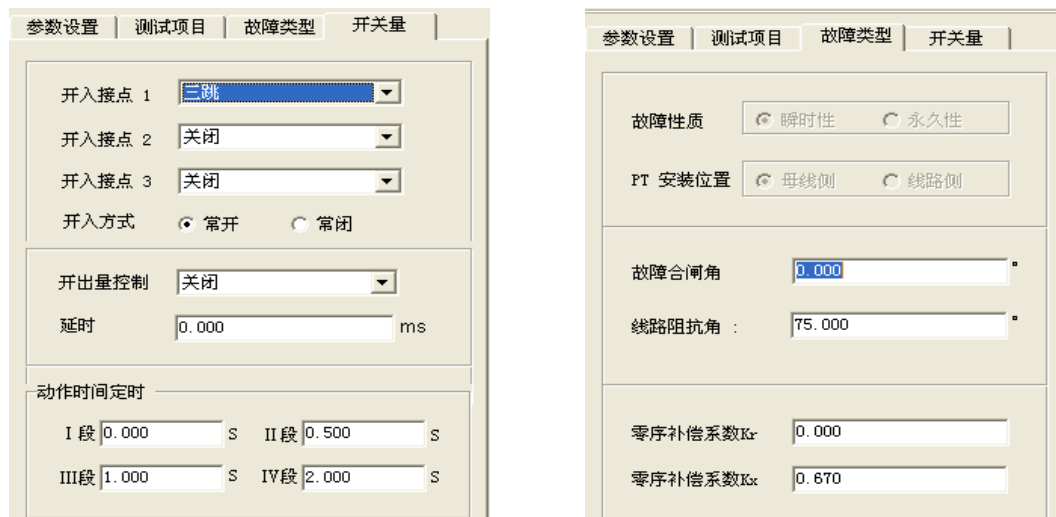 参数设置 测试项目 故障类型 开关量
开入接点 1 三跳
开入接点 2 关闭
开入接点 3 关闭
开入方式 常开 常闭
开出量控制 关闭
延时 0.000 ms
动作时间定时
I 段 0.000 S II 段 0.500 S
III段 1.000 S IV段 2.000 S
参数设置 测试项目 故障类型 开关量
故障性质 瞬时性 永久性
PT 安装位置 母线侧 线路侧
故障合闸角 0.000 °
线路阻抗角 : 75.000 °
零序补偿系数Kr 0.000
零序补偿系数Kx 0.670